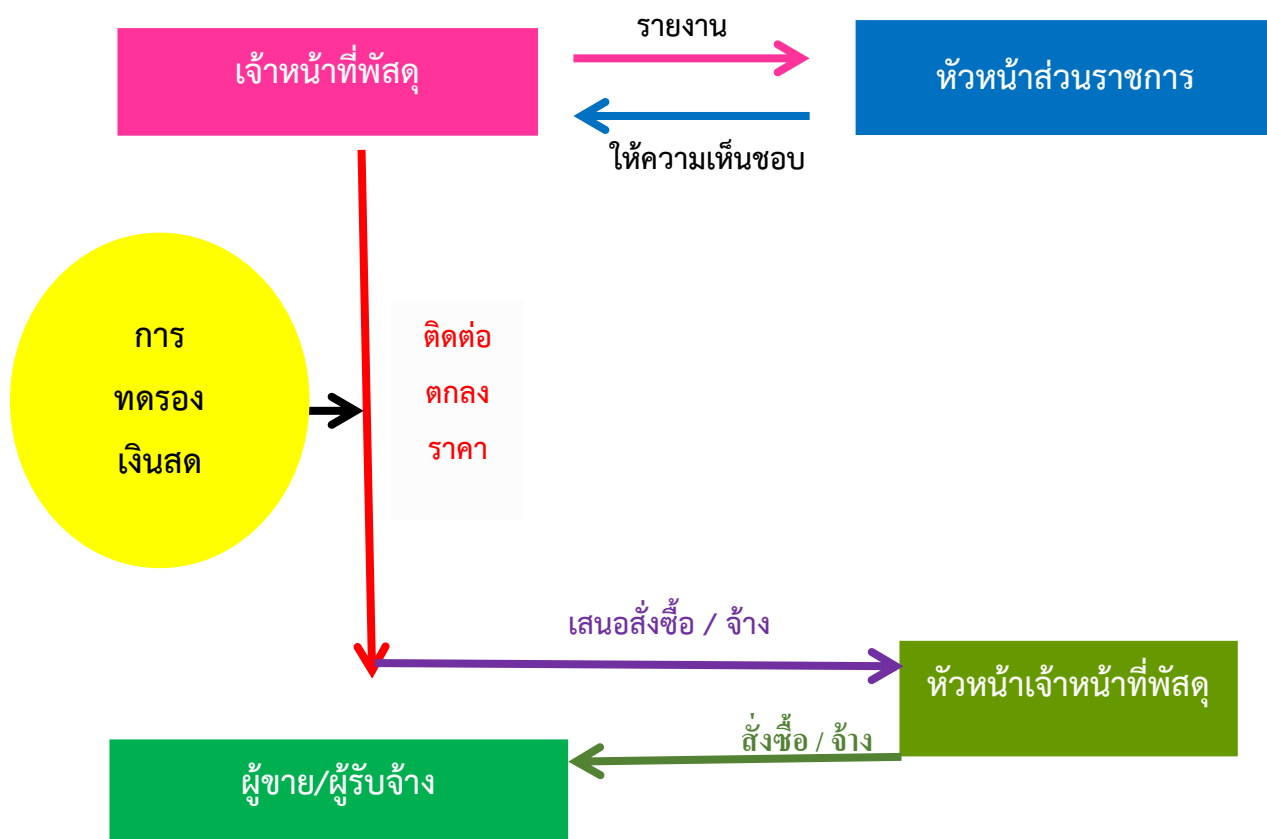 รายงาน
เจ้าหน้าที่พัสดุ
หัวหน้าส่วนราชการ
ให้ความเห็นชอบ
การ
ทดรอง
เงินสด
ติดต่อ
ตกลง
ราคา
เสนอสั่งซื้อ / จ้าง
หัวหน้าเจ้าหน้าที่พัสดุ
สั่งซื้อ / จ้าง
ผู้ขาย/ผู้รับจ้าง